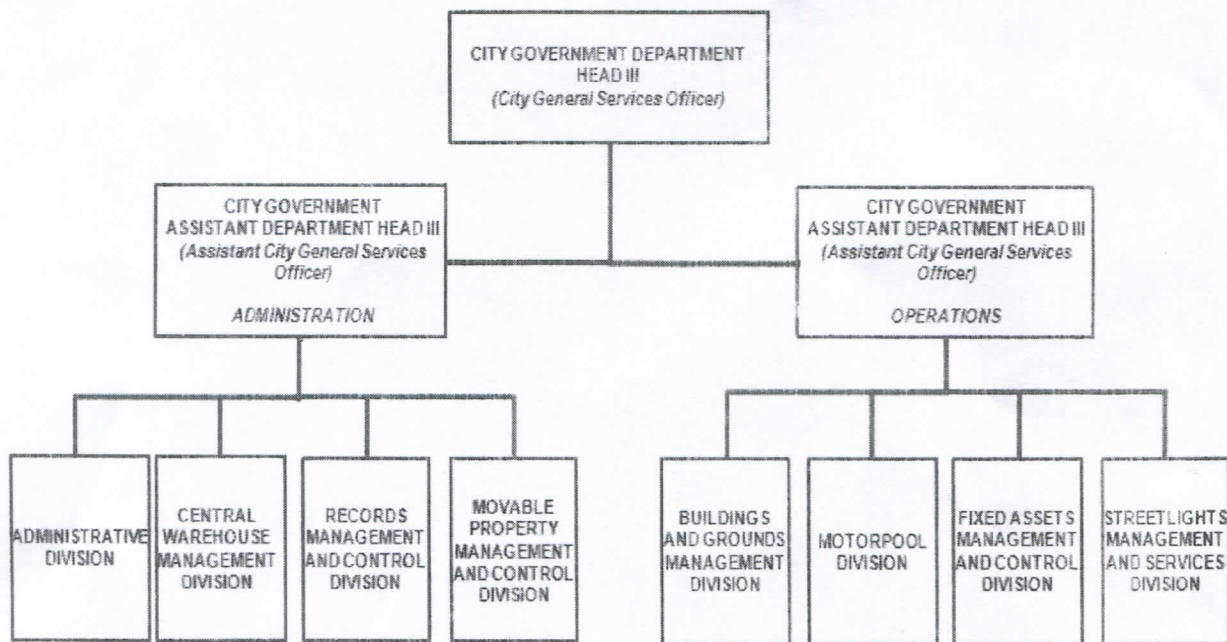 CITY GOVERNMENT DEPARTMENT
HEAD III
(City General Services Officer)
CITY GOVERNMENT
ASSISTANT DEPARTMENT HEAD III
(Assistant City General Services
Officer)
ADMINISTRATION
CITY GOVERNMENT
ASSISTANT DEPARTMENT HEAD III
(Assistant City General Services
Officer)
OPERATIONS
ADMINISTRATIVE
DIVISION
CENTRAL
WAREHOUSE
MANAGEMENT
DIVISION
RECORDS
MANAGEMENT
AND CONTROL
DIVISION
MOVABLE
PROPERTY
MANAGEMENT
AND CONTROL
DIVISION
BUILDINGS
AND GROUNDS
MANAGEMENT
DIVISION
MOTORPOOL
DIVISION
FIXED ASSETS
MANAGEMENT
AND CONTROL
DIVISION
STREETLIGHTS
MANAGEMENT
AND SERVICES
DIVISION